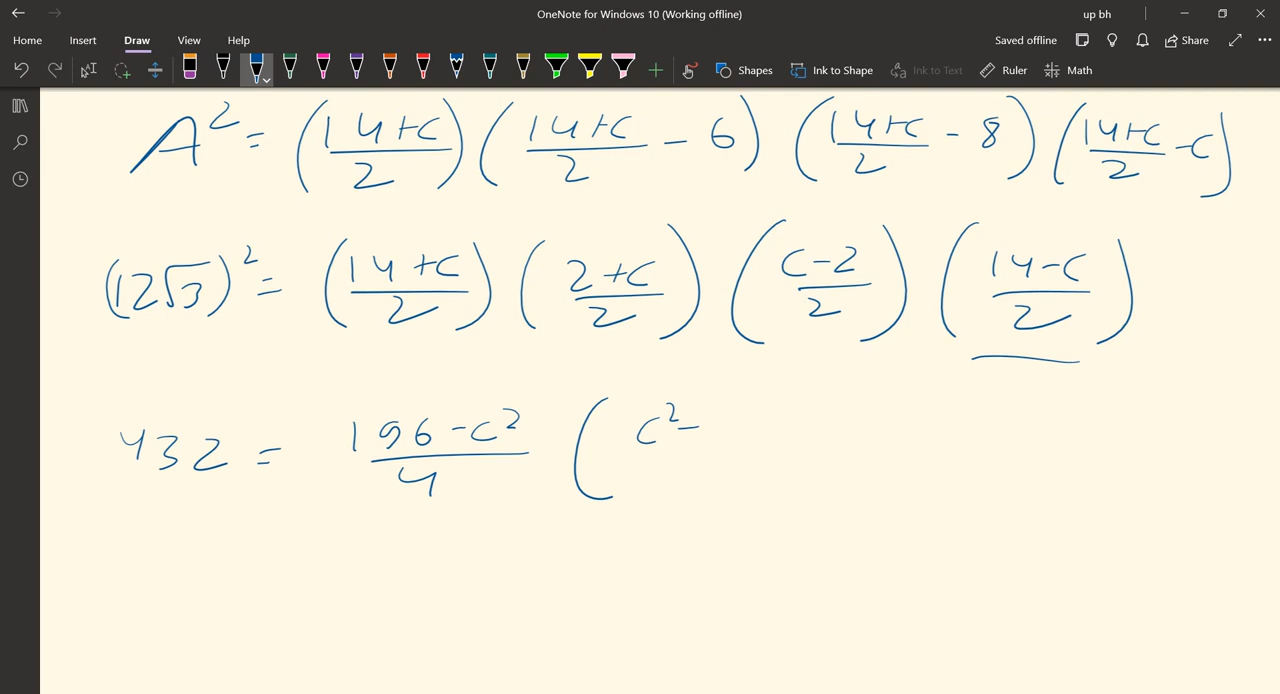 OneNote for Windows 10 (Working offline)
up bh
Home Insert Draw View Help
Saved offline
Share
Shapes Ink to Shape Ink to Text Ruler Math
A² = ((14+c)/2) ((14+c)/2 - 6) ((14+c)/2 - 8) ((14+c)/2 - c)
(12√3)² = ((14+c)/2) ((2+c)/2) ((c-2)/2) ((14-c)/2)
432 = (196-c²)/4 (c²-